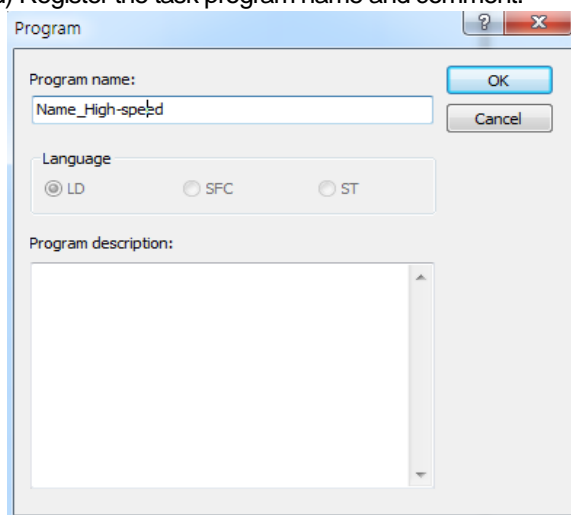 ) Register the task program name and comment.
Program
Program name:
OK
Name_High-speed
Cancel
Language
LD SFC ST
Program description: